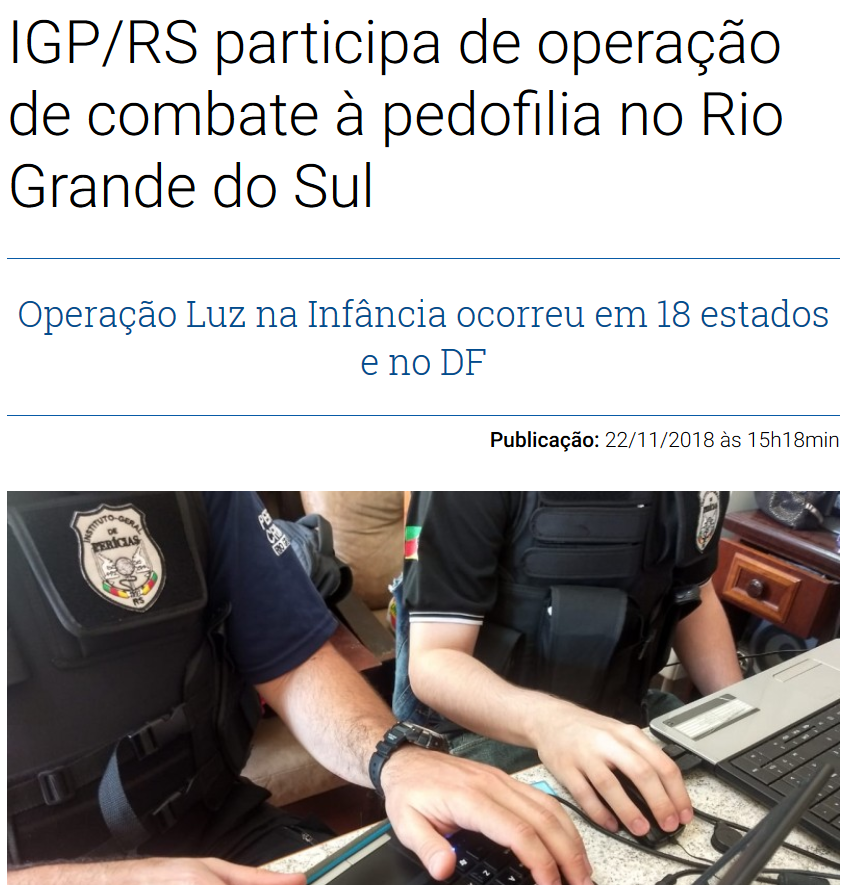 IGP/RS participa de operação
de combate à pedofilia no Rio
Grande do Sul
Operação Luz na Infância ocorreu em 18 estados
e no DF
Publicação: 22/11/2018 às 15h18min
INSTITUTO-GERAL
DE
PERÍCIAS
RS